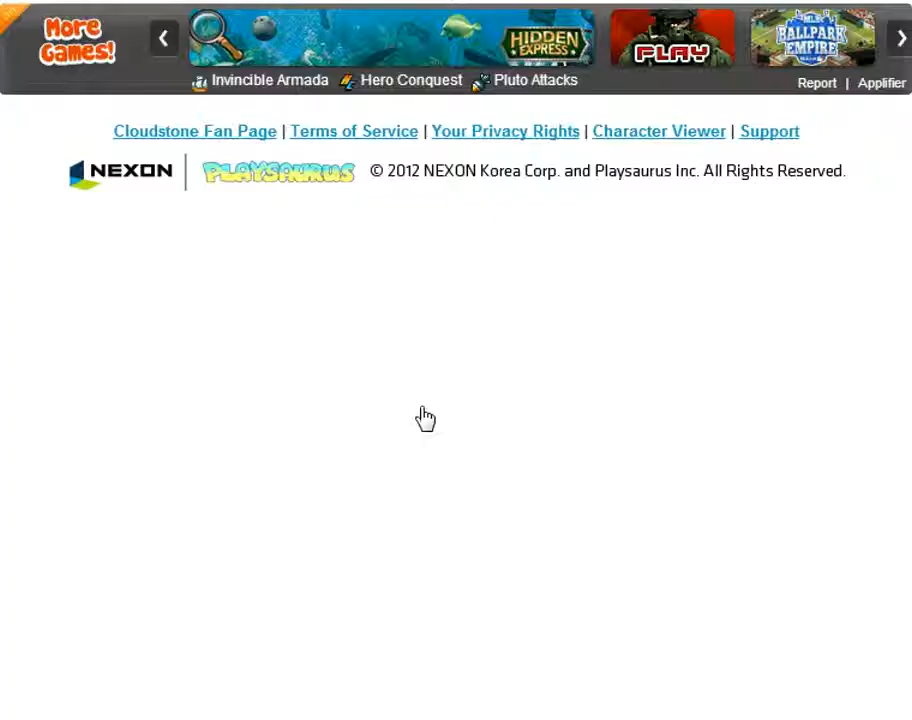 More Games!
HIDDEN EXPRESS
PLAY
MLB
BALLPARK EMPIRE
Invincible Armada Hero Conquest Pluto Attacks
Report | Applifier
Cloudstone Fan Page | Terms of Service | Your Privacy Rights | Character Viewer | Support
NEXON PLAYSAURUS © 2012 NEXON Korea Corp. and Playsaurus Inc. All Rights Reserved.